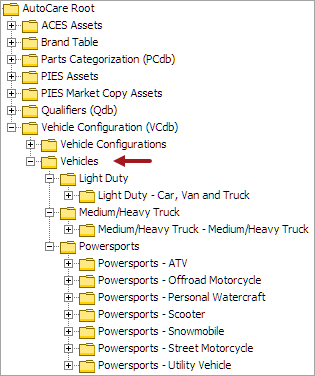 AutoCare Root
ACES Assets
Brand Table
Parts Categorization (PCdb)
PIES Assets
PIES Market Copy Assets
Qualifiers (Qdb)
Vehicle Configuration (VCdb)
Vehicle Configurations
Vehicles
Light Duty
Light Duty - Car, Van and Truck
Medium/Heavy Truck
Medium/Heavy Truck - Medium/Heavy Truck
Powersports
Powersports - ATV
Powersports - Offroad Motorcycle
Powersports - Personal Watercraft
Powersports - Scooter
Powersports - Snowmobile
Powersports - Street Motorcycle
Powersports - Utility Vehicle